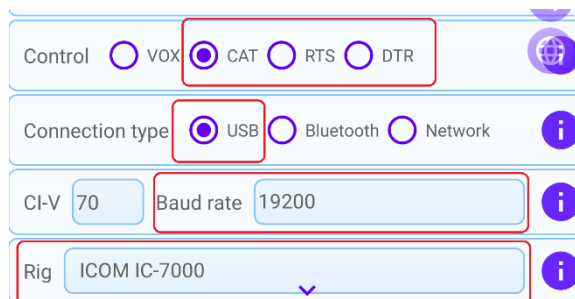 Control VOX CAT RTS DTR
Connection type USB Bluetooth Network
CI-V 70 Baud rate 19200
Rig ICOM IC-7000